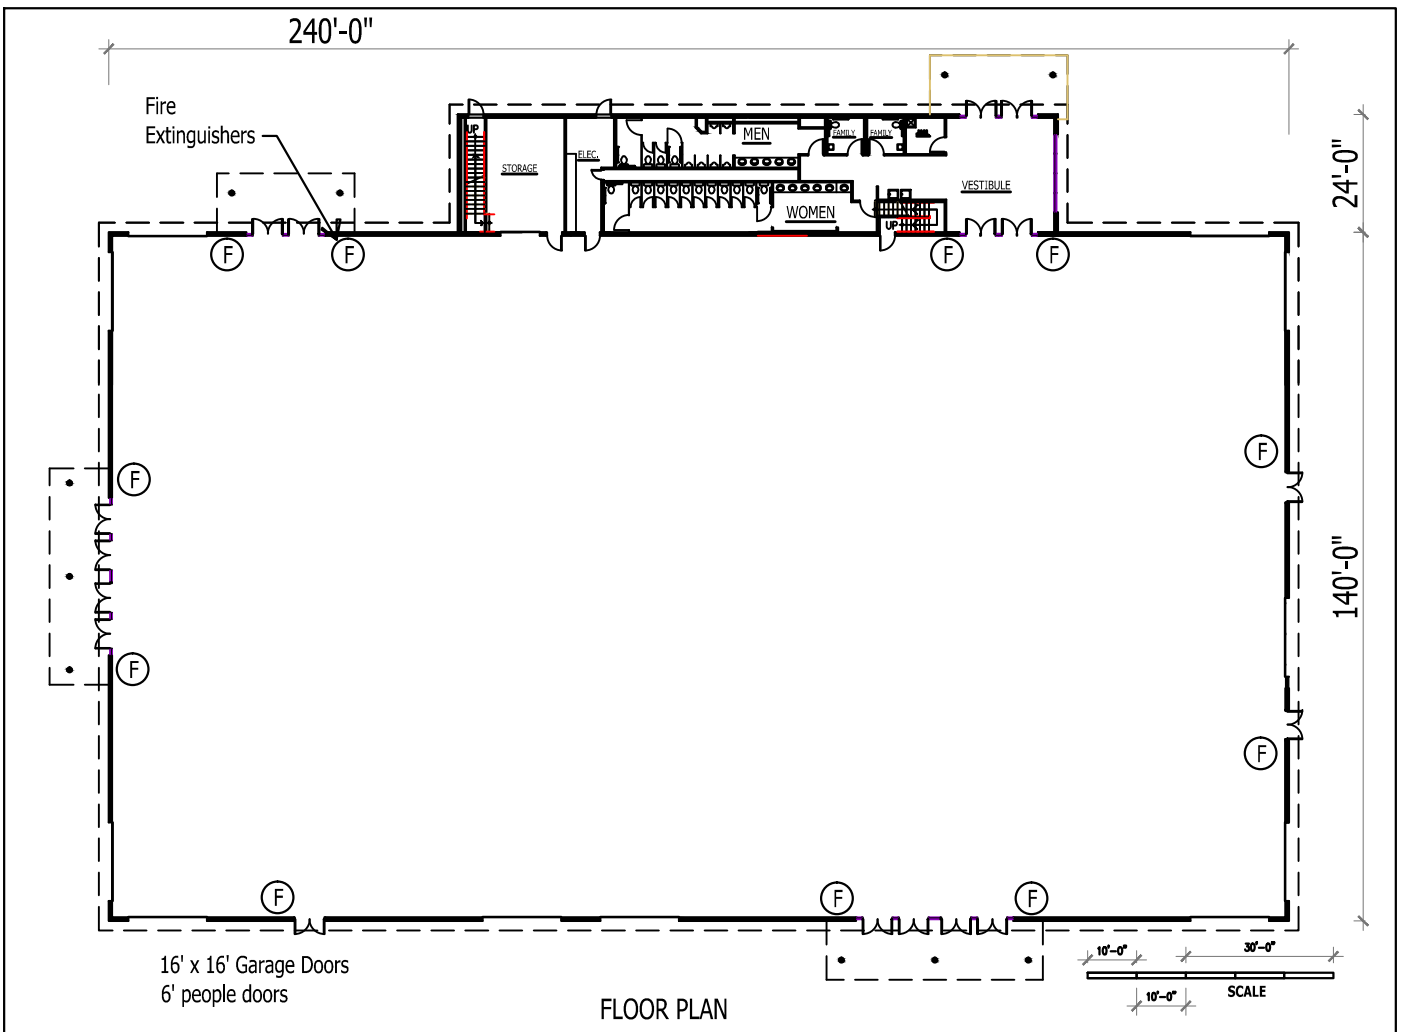 240'-0"
Fire
Extinguishers
24'-0"
UP
STORAGE
ELEC.
MEN
FAMILY
FAMILY
VESTIBULE
WOMEN
UP
F
F
F
F
F
F
140'-0"
F
F
F
F
F
F
16' x 16' Garage Doors
6' people doors
FLOOR PLAN
10'-0"
30'-0"
10'-0"
SCALE